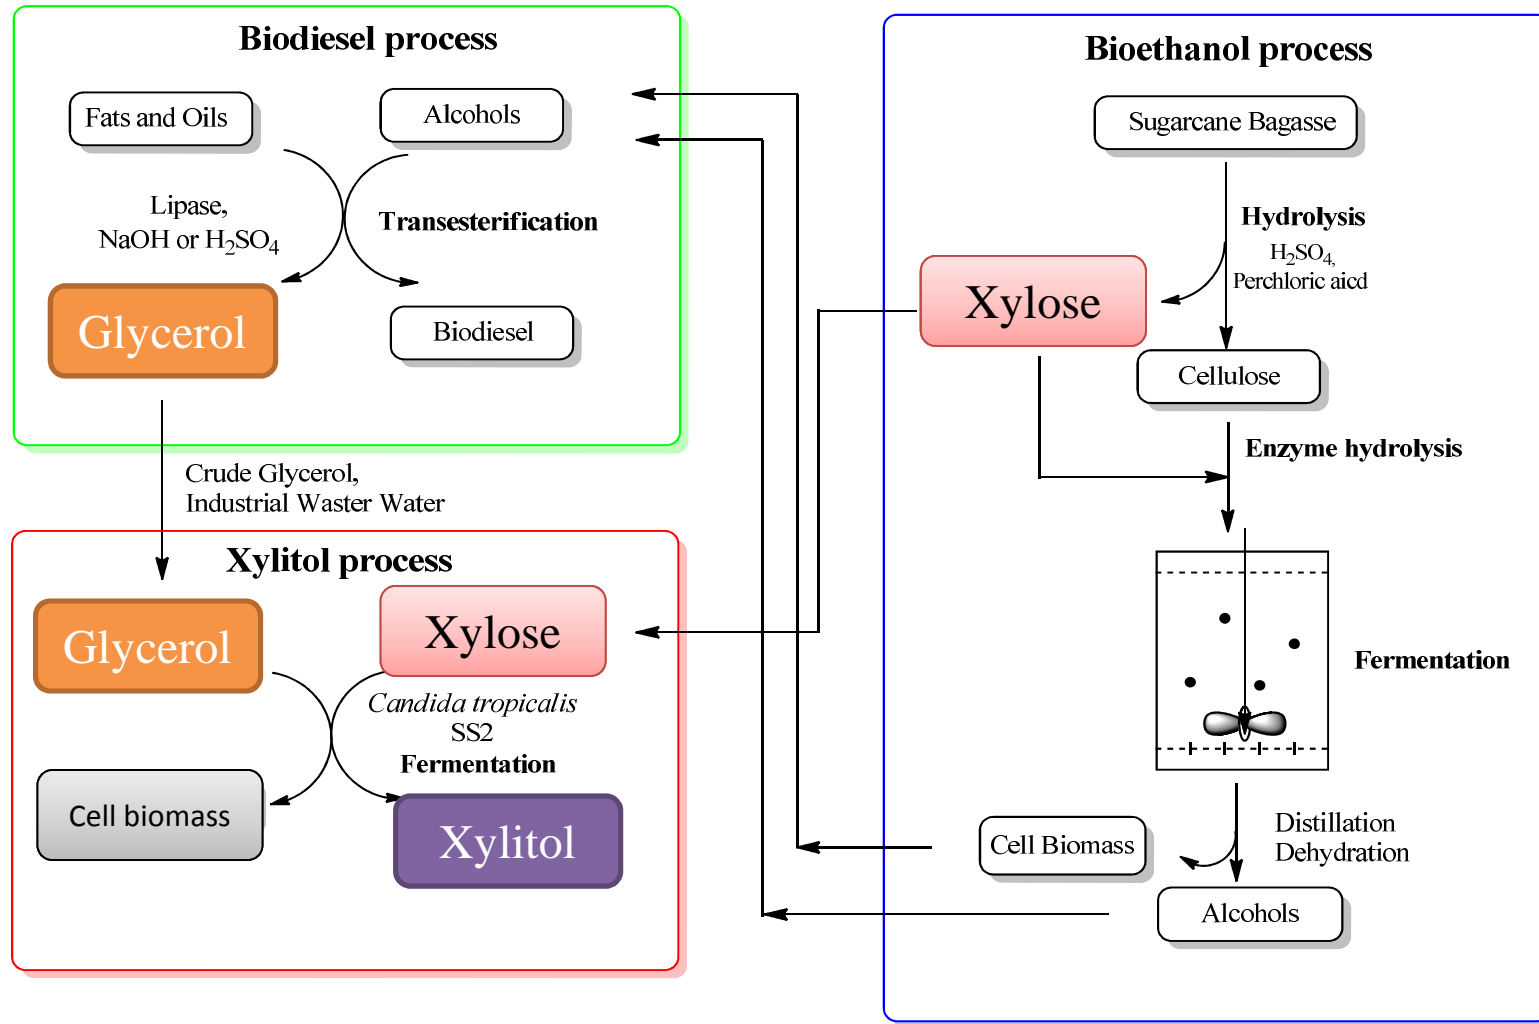 Biodiesel process
Fats and Oils
Alcohols
Lipase,
NaOH or H₂SO₄
Transesterification
Glycerol
Biodiesel
Crude Glycerol,
Industrial Waster Water
Xylitol process
Glycerol
Xylose
Candida tropicalis
SS2
Fermentation
Cell biomass
Xylitol
Bioethanol process
Sugarcane Bagasse
Hydrolysis
H₂SO₄,
Perchloric aicd
Xylose
Cellulose
Enzyme hydrolysis
Fermentation
Distillation
Dehydration
Cell Biomass
Alcohols